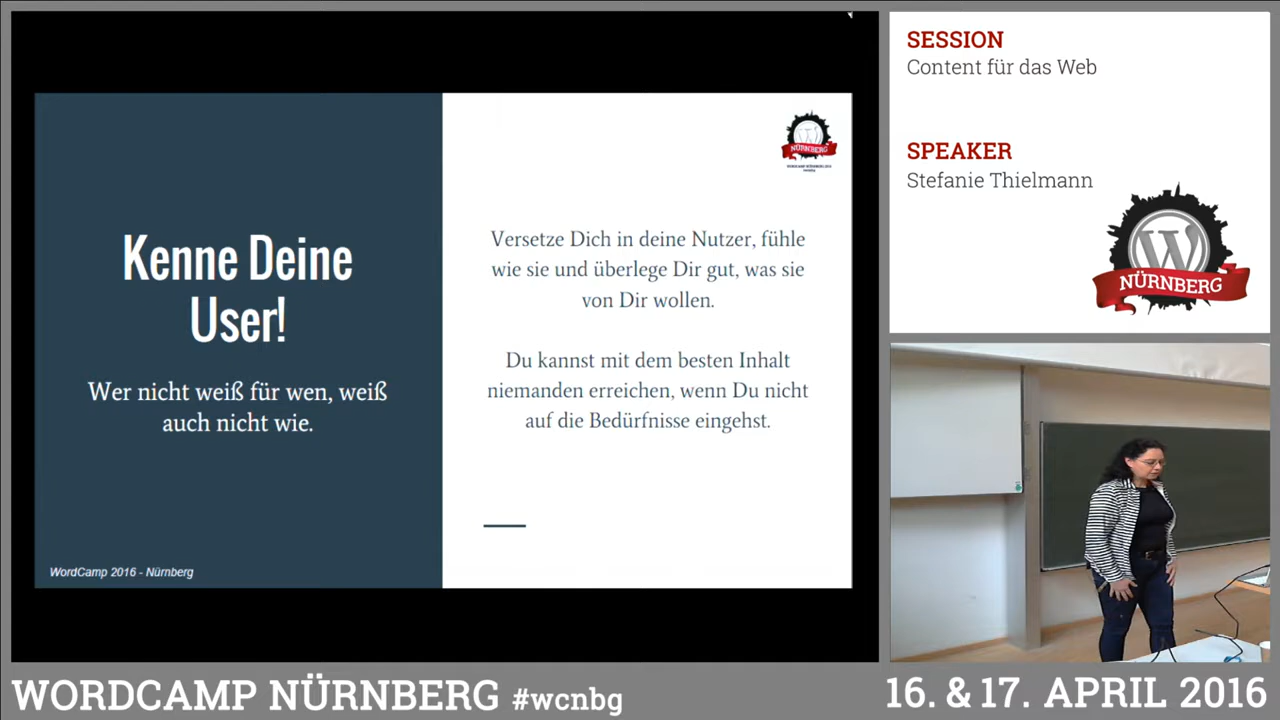 Kenne Deine
User!
Wer nicht weiß für wen, weiß
auch nicht wie.
WordCamp 2016 - Nürnberg
NÜRNBERG
WORDCAMP NÜRNBERG 2016
Versetze Dich in deine Nutzer, fühle
wie sie und überlege Dir gut, was sie
von Dir wollen.
Du kannst mit dem besten Inhalt
niemanden erreichen, wenn Du nicht
auf die Bedürfnisse eingehst.
SESSION
Content für das Web
SPEAKER
Stefanie Thielmann
W
NÜRNBERG
WORDCAMP NÜRNBERG #wcnbg
16. & 17. APRIL 2016